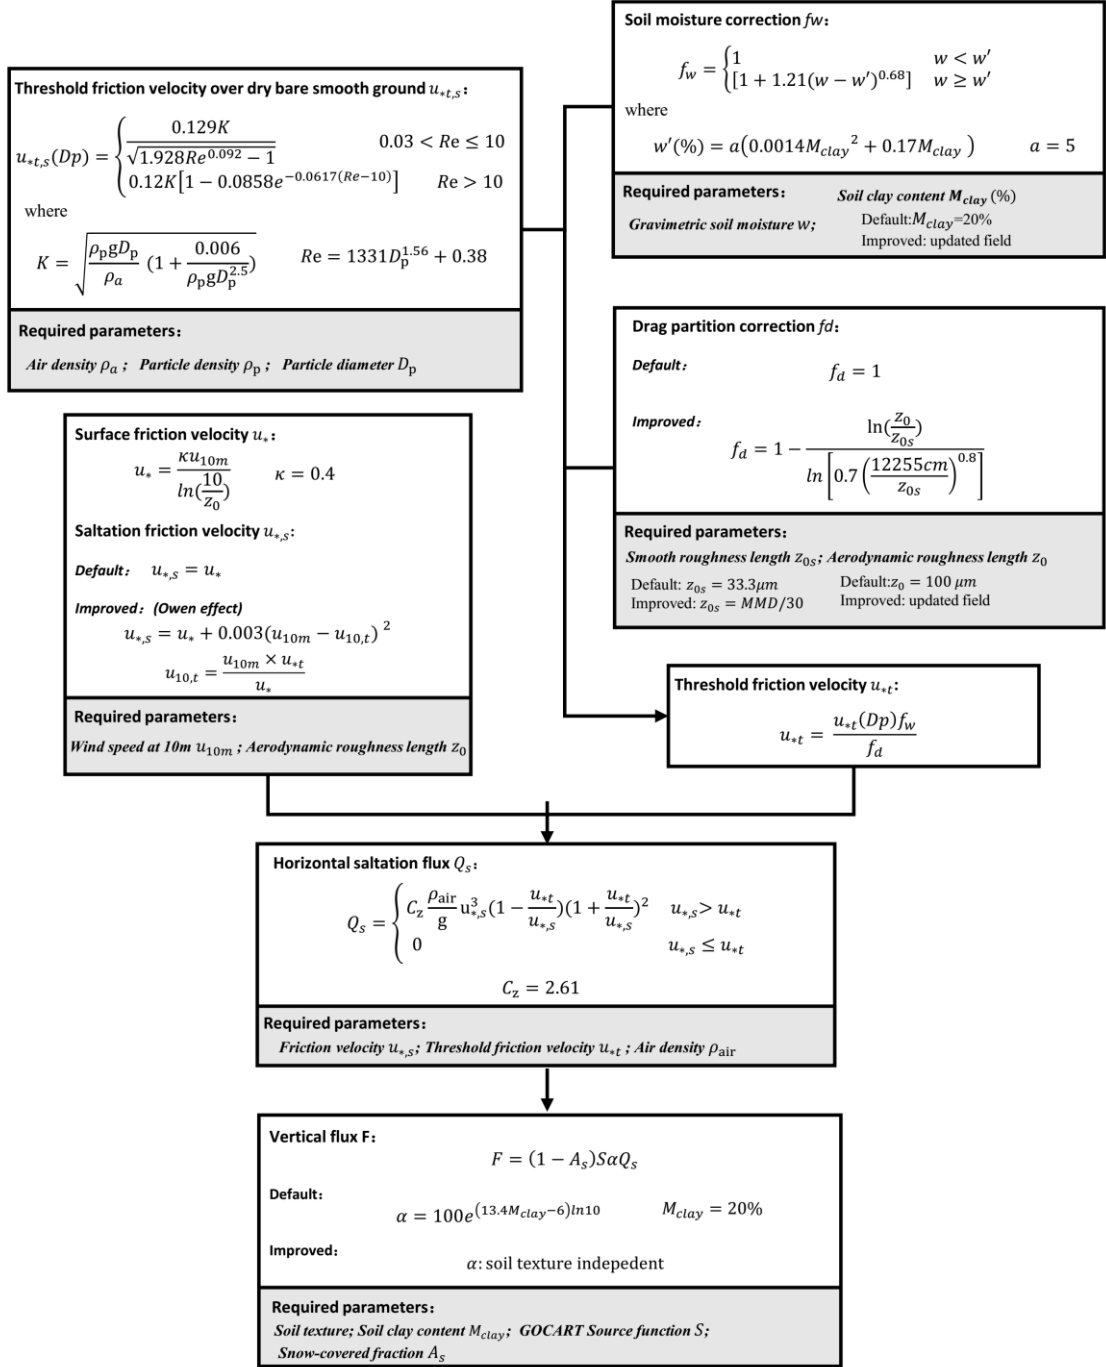 Threshold friction velocity over dry bare smooth ground u*t,s:
u*t,s(Dp) = { 0.129K / √(1.928Re^0.092 − 1)    0.03 < Re ≤ 10
0.12K[1 − 0.0858e^−0.0617(Re−10)]    Re > 10
where
K = √(ρpgDp / ρa (1 + 0.006 / ρpgDp^2.5))    Re = 1331Dp^1.56 + 0.38
Required parameters:
Air density ρa ; Particle density ρp ; Particle diameter Dp
Soil moisture correction fw:
fw = { 1    w < w′
[1 + 1.21(w − w′)^0.68]    w ≥ w′
where
w′(%) = a(0.0014Mclay² + 0.17Mclay)    a = 5
Required parameters:    Soil clay content Mclay (%)
Gravimetric soil moisture w;    Default:Mclay=20%
Improved: updated field
Drag partition correction fd:
Default:    fd = 1
Improved:    fd = 1 − ln(z0 / z0s) / ln[0.7(12255cm / z0s)^0.8]
Required parameters:
Smooth roughness length z0s; Aerodynamic roughness length z0
Default: z0s = 33.3μm    Default:z0 = 100 μm
Improved: z0s = MMD/30    Improved: updated field
Surface friction velocity u*:
u* = κu10m / ln(10 / z0)    κ = 0.4
Saltation friction velocity u*,s:
Default:    u*,s = u*
Improved: (Owen effect)
u*,s = u* + 0.003(u10m − u10,t)²
u10,t = u10m × u*t / u*
Required parameters:
Wind speed at 10m u10m ; Aerodynamic roughness length z0
Threshold friction velocity u*t:
u*t = u*t(Dp)fw / fd
Horizontal saltation flux Qs:
Qs = { Cz ρair / g u³*,s (1 − u*t / u*,s)(1 + u*t / u*,s)²    u*,s > u*t
0    u*,s ≤ u*t
Cz = 2.61
Required parameters:
Friction velocity u*,s; Threshold friction velocity u*t ; Air density ρair
Vertical flux F:
F = (1 − As)SαQs
Default:
α = 100e^(13.4Mclay−6)ln10    Mclay = 20%
Improved:
α: soil texture indepedent
Required parameters:
Soil texture; Soil clay content Mclay; GOCART Source function S;
Snow-covered fraction As